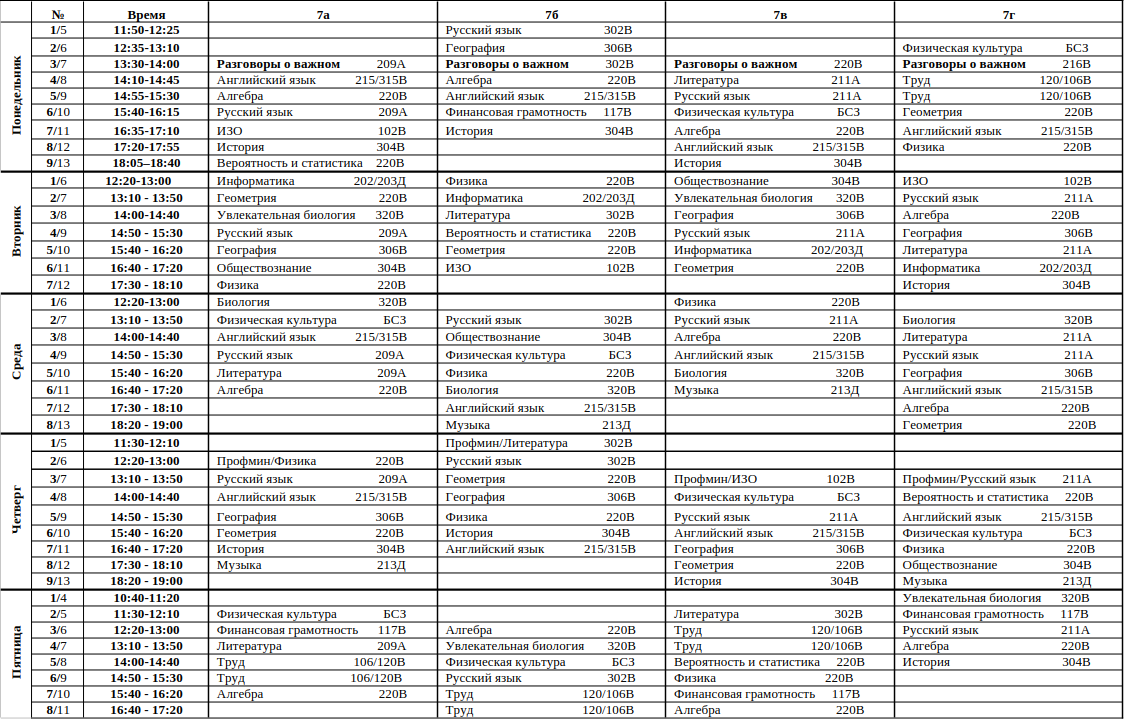 № Время 7а 7б 7в 7г
Понедельник
1/5 11:50-12:25 Русский язык 302В
2/6 12:35-13:10 География 306В Физическая культура БСЗ
3/7 13:30-14:00 Разговоры о важном 209А Разговоры о важном 302В Разговоры о важном 220В Разговоры о важном 216В
4/8 14:10-14:45 Английский язык 215/315В Алгебра 220В Литература 211А Труд 120/106В
5/9 14:55-15:30 Алгебра 220В Английский язык 215/315В Русский язык 211А Труд 120/106В
6/10 15:40-16:15 Русский язык 209А Финансовая грамотность 117В Физическая культура БСЗ Геометрия 220В
7/11 16:35-17:10 ИЗО 102В История 304В Алгебра 220В Английский язык 215/315В
8/12 17:20-17:55 История 304В Английский язык 215/315В Физика 220В
9/13 18:05–18:40 Вероятность и статистика 220В История 304В
Вторник
1/6 12:20-13:00 Информатика 202/203Д Физика 220В Обществознание 304В ИЗО 102В
2/7 13:10 - 13:50 Геометрия 220В Информатика 202/203Д Увлекательная биология 320В Русский язык 211А
3/8 14:00-14:40 Увлекательная биология 320В Литература 302В География 306В Алгебра 220В
4/9 14:50 - 15:30 Русский язык 209А Вероятность и статистика 220В Русский язык 211А География 306В
5/10 15:40 - 16:20 География 306В Геометрия 220В Информатика 202/203Д Литература 211А
6/11 16:40 - 17:20 Обществознание 304В ИЗО 102В Геометрия 220В Информатика 202/203Д
7/12 17:30 - 18:10 Физика 220В История 304В
Среда
1/6 12:20-13:00 Биология 320В Физика 220В
2/7 13:10 - 13:50 Физическая культура БСЗ Русский язык 302В Русский язык 211А Биология 320В
3/8 14:00-14:40 Английский язык 215/315В Обществознание 304В Алгебра 220В Литература 211А
4/9 14:50 - 15:30 Русский язык 209А Физическая культура БСЗ Английский язык 215/315В Русский язык 211А
5/10 15:40 - 16:20 Литература 209А Физика 220В Биология 320В География 306В
6/11 16:40 - 17:20 Алгебра 220В Биология 320В Музыка 213Д Английский язык 215/315В
7/12 17:30 - 18:10 Английский язык 215/315В Алгебра 220В
8/13 18:20 - 19:00 Музыка 213Д Геометрия 220В
Четверг
1/5 11:30-12:10 Профмин/Литература 302В
2/6 12:20-13:00 Профмин/Физика 220В Русский язык 302В
3/7 13:10 - 13:50 Русский язык 209А Геометрия 220В Профмин/ИЗО 102В Профмин/Русский язык 211А
4/8 14:00-14:40 Английский язык 215/315В География 306В Физическая культура БСЗ Вероятность и статистика 220В
5/9 14:50 - 15:30 География 306В Физика 220В Русский язык 211А Английский язык 215/315В
6/10 15:40 - 16:20 Геометрия 220В История 304В Английский язык 215/315В Физическая культура БСЗ
7/11 16:40 - 17:20 История 304В Английский язык 215/315В География 306В Физика 220В
8/12 17:30 - 18:10 Музыка 213Д Геометрия 220В Обществознание 304В
9/13 18:20 - 19:00 История 304В Музыка 213Д
Пятница
1/4 10:40-11:20 Увлекательная биология 320В
2/5 11:30-12:10 Физическая культура БСЗ Литература 302В Финансовая грамотность 117В
3/6 12:20-13:00 Финансовая грамотность 117В Алгебра 220В Труд 120/106В Русский язык 211А
4/7 13:10 - 13:50 Литература 209А Увлекательная биология 320В Труд 120/106В Алгебра 220В
5/8 14:00-14:40 Труд 106/120В Физическая культура БСЗ Вероятность и статистика 220В История 304В
6/9 14:50 - 15:30 Труд 106/120В Русский язык 302В Физика 220В
7/10 15:40 - 16:20 Алгебра 220В Труд 120/106В Финансовая грамотность 117В
8/11 16:40 - 17:20 Труд 120/106В Алгебра 220В